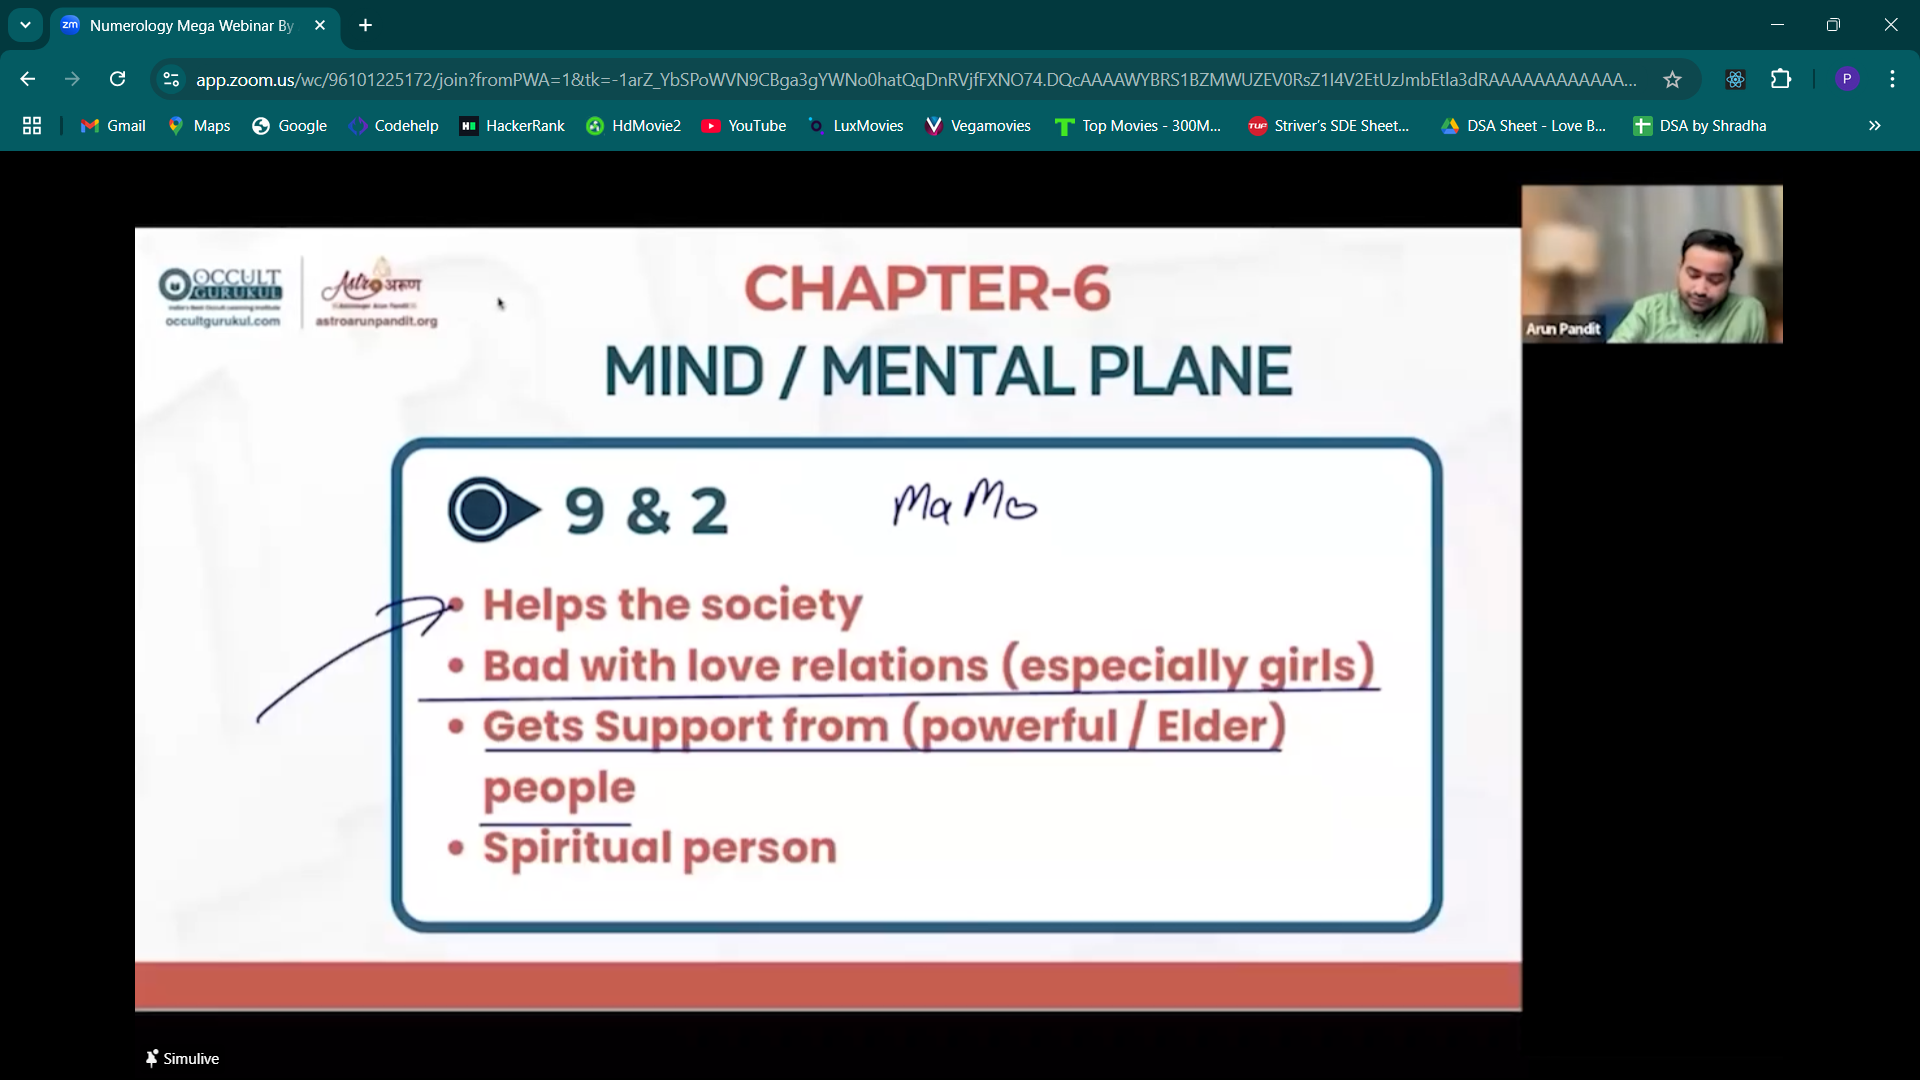 Numerology Mega Webinar By
app.zoom.us/wc/96101225172/join?fromPWA=1&tk=-1arZ_YbSPoWVN9CBga3gYWNo0hatQqDnRVjfFXNO74.DQcAAAAWYBRS1BZMWUZEV0RsZ1I4V2EtUzJmbEtIa3dRAAAAAAAAAAAA...
P
Gmail
Maps
Google
Codehelp
HackerRank
HdMovie2
YouTube
LuxMovies
Vegamovies
Top Movies - 300M...
Striver's SDE Sheet...
DSA Sheet - Love B...
DSA by Shradha
OCCULT GURUKUL
occultgurukul.com
Astro अरुण
astroarunpandit.org
CHAPTER-6
MIND / MENTAL PLANE
Arun Pandit
9 & 2
MaMo
• Helps the society
• Bad with love relations (especially girls)
• Gets Support from (powerful / Elder)
people
• Spiritual person
Simulive